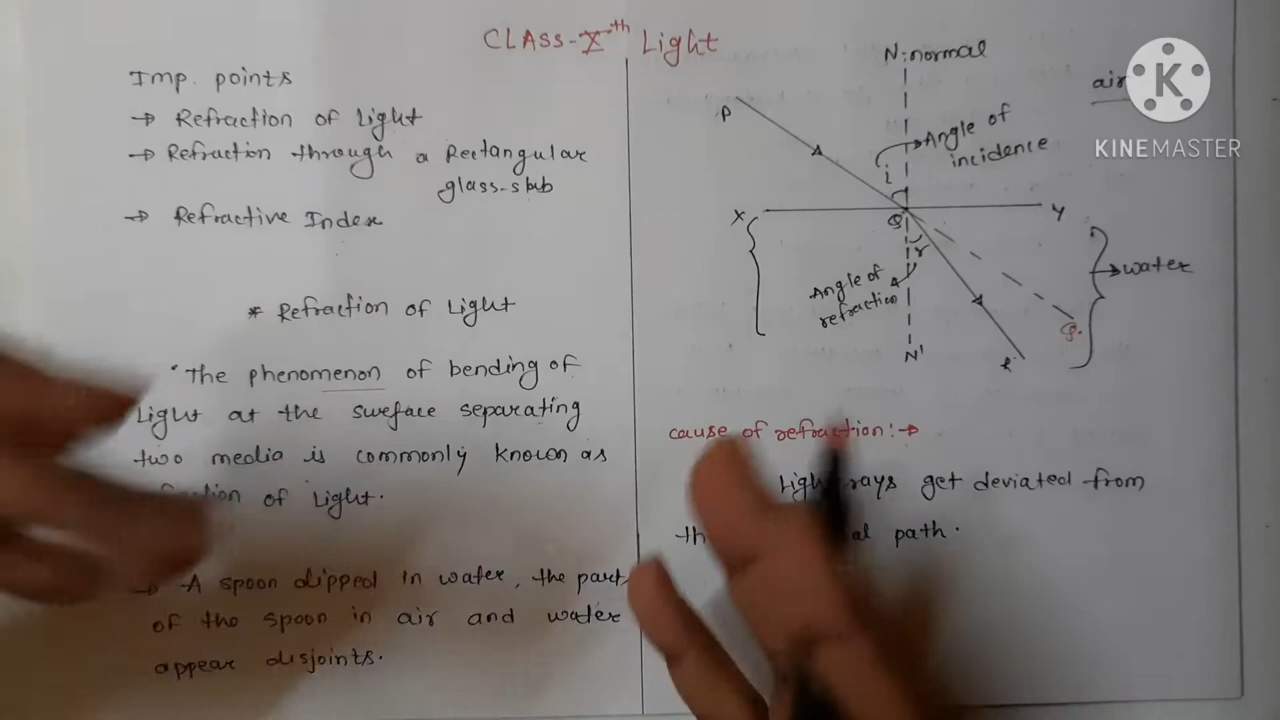 CLASS-Xth Light
Imp. points
→ Refraction of Light
→ Refraction through a Rectangular
glass-slab
→ Refractive Index
* Refraction of Light
The phenomenon of bending of
Light at the sweface separating
two media is commonly known as
of Light.
→ A spoon dipped in water, the part
of the spoon in air and water
appear disjoints.
N-normal
air
K
KINEMASTER
P
Angle of
incidence
i
X
Q
Y
r
water
Angle of
refraction
N'
cause of refraction:→
Light rays get deviated from
path.